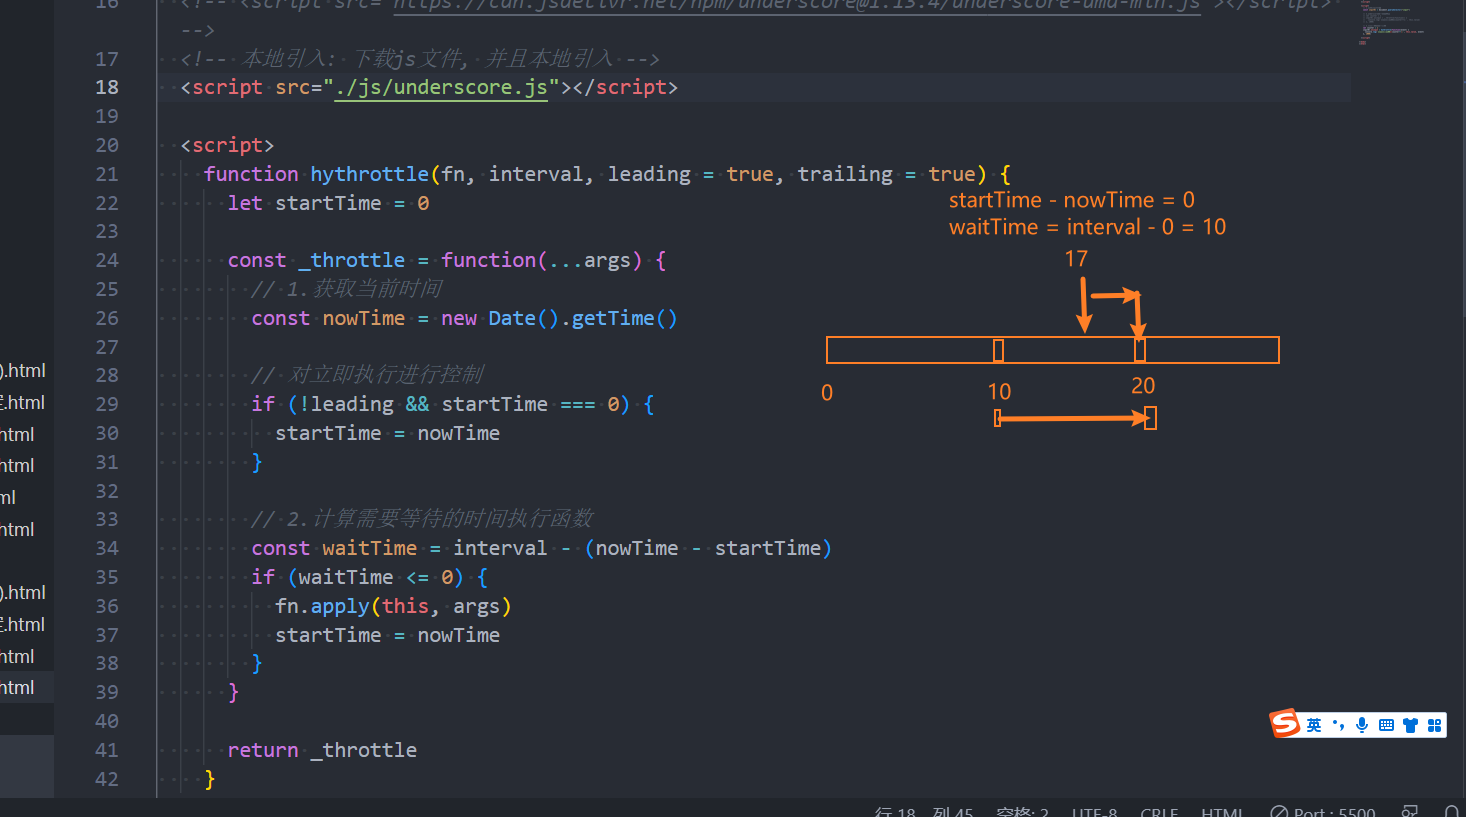 16 <!-- <script src="https://cdn.jsdelivr.net/npm/underscore@1.13.4/underscore-umd-min.js"></script>
-->
17 <!-- 本地引入: 下载js文件, 并且本地引入 -->
18 <script src="./js/underscore.js"></script>
19
20 <script>
21 function hythrottle(fn, interval, leading = true, trailing = true) {
startTime - nowTime = 0
22 let startTime = 0
waitTime = interval - 0 = 10
23
24 const _throttle = function(...args) {
17
25 // 1.获取当前时间
26 const nowTime = new Date().getTime()
27
28 // 对立即执行进行控制
).html
0
10
20
29 if (!leading && startTime === 0) {
.html
30 startTime = nowTime
html
31 }
html
32
ml
33 // 2.计算需要等待的时间执行函数
html
34 const waitTime = interval - (nowTime - startTime)
35 if (waitTime <= 0) {
).html
36 fn.apply(this, args)
.html
37 startTime = nowTime
html
38 }
html
39 }
40
英
41 return _throttle
42 }
行 18, 列 45
空格: 2
UTF-8
CRLF
HTML
Port : 5500